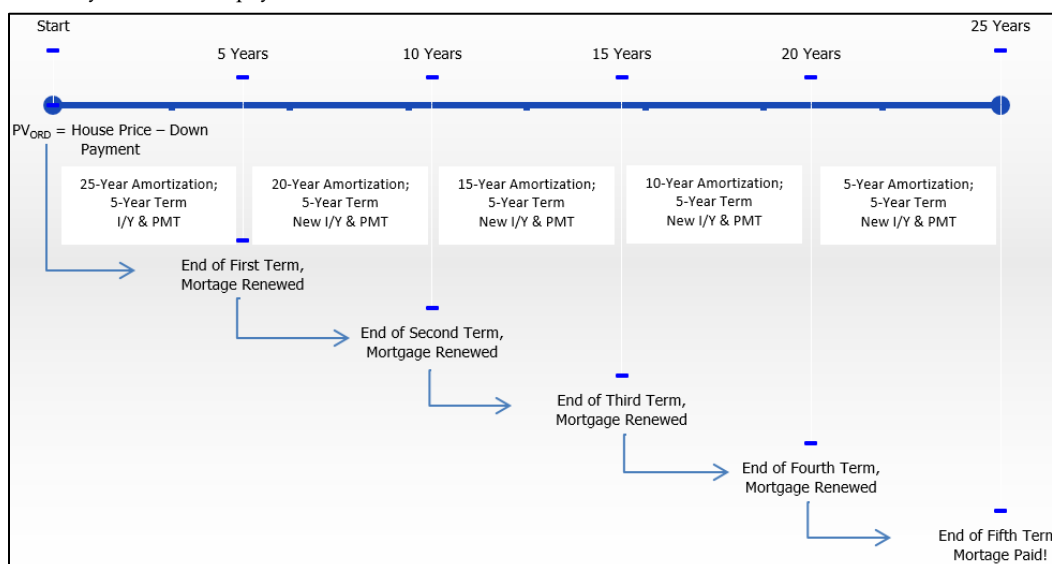 Start
25 Years
5 Years
10 Years
15 Years
20 Years
PV_ORD = House Price – Down
Payment
25-Year Amortization;
5-Year Term
I/Y & PMT
20-Year Amortization;
5-Year Term
New I/Y & PMT
15-Year Amortization;
5-Year Term
New I/Y & PMT
10-Year Amortization;
5-Year Term
New I/Y & PMT
5-Year Amortization;
5-Year Term
New I/Y & PMT
End of First Term,
Mortage Renewed
End of Second Term,
Mortgage Renewed
End of Third Term,
Mortgage Renewed
End of Fourth Term,
Mortgage Renewed
End of Fifth Term
Mortage Paid!